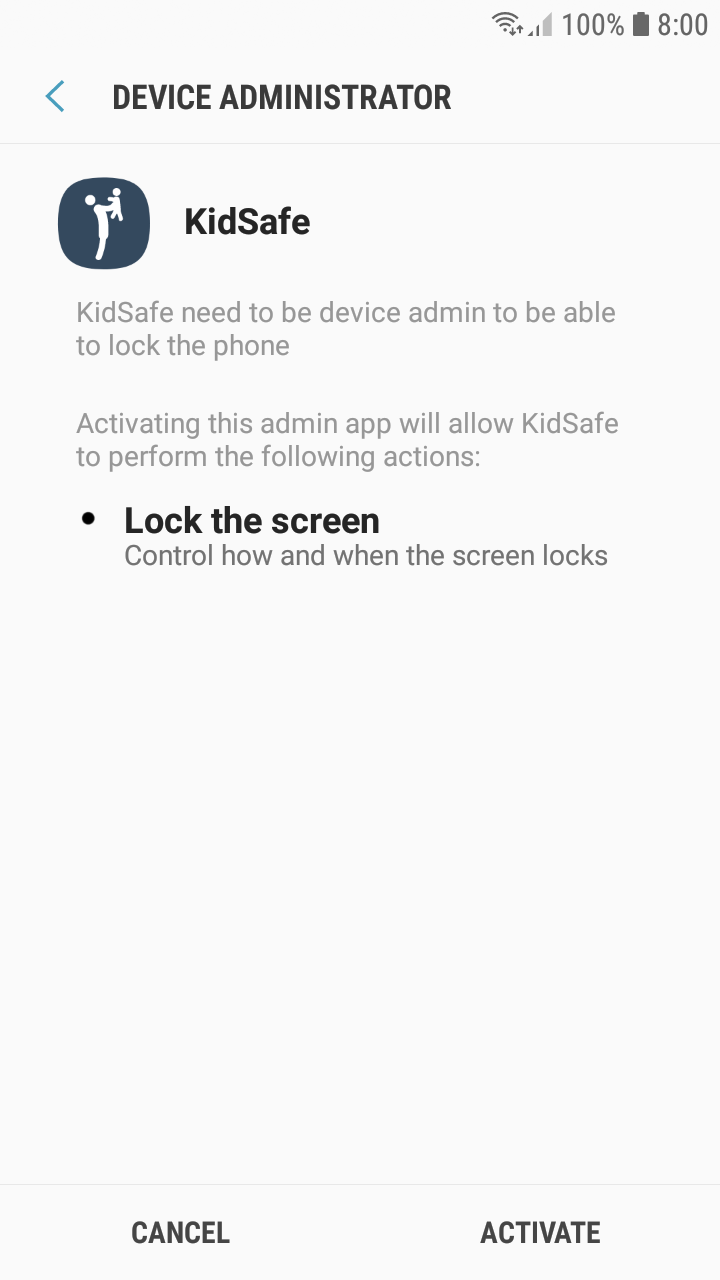 100% 8:00
DEVICE ADMINISTRATOR
KidSafe
KidSafe need to be device admin to be able
to lock the phone
Activating this admin app will allow KidSafe
to perform the following actions:
Lock the screen
Control how and when the screen locks
CANCEL ACTIVATE